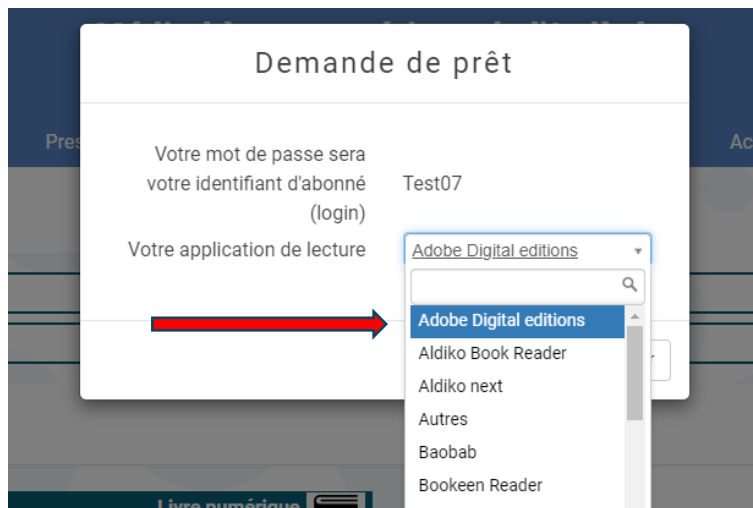 Demande de prêt
Pres
Ac
Votre mot de passe sera
votre identifiant d'abonné
(login)
Test07
Votre application de lecture
Adobe Digital editions
Adobe Digital editions
Aldiko Book Reader
Aldiko next
Autres
Baobab
Bookeen Reader
Livre numérique